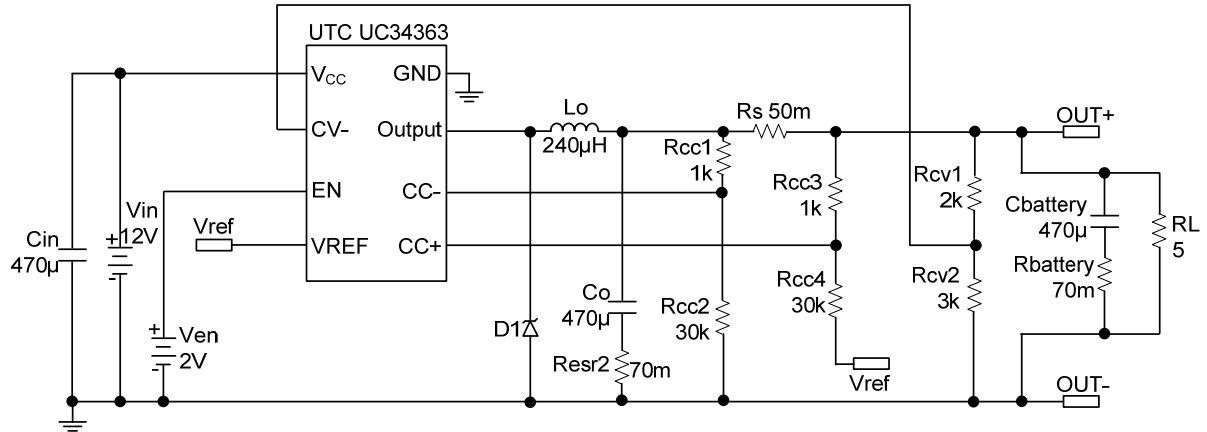 UTC UC34363
VCC
GND
CV-
Output
EN
CC-
VREF
CC+
Lo
240µH
Rs 50m
OUT+
Rcc1
1k
Rcc3
1k
Rcv1
2k
Cbattery
470µ
RL
5
Rbattery
70m
Vin
12V
Vref
Cin
470µ
Ven
2V
D1
Co
470µ
Resr2
70m
Rcc2
30k
Rcc4
30k
Rcv2
3k
Vref
OUT-